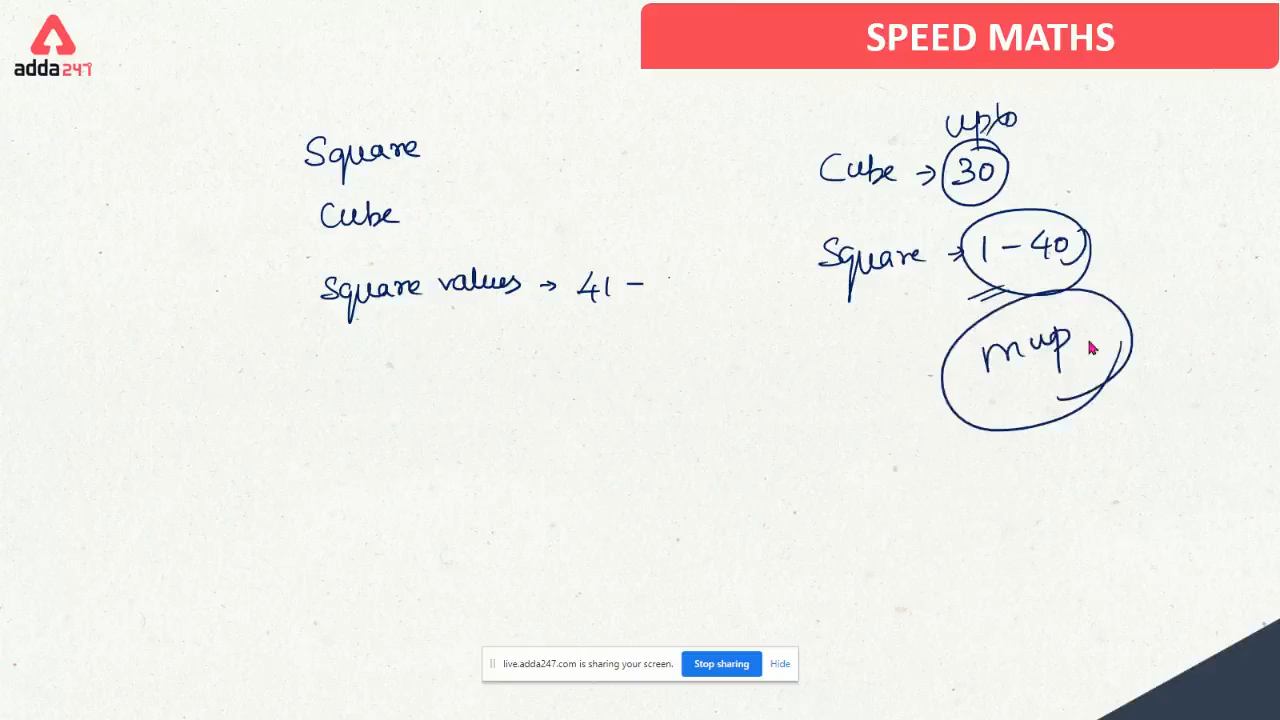 SPEED MATHS
adda247
Square
Cube
Square values → 41 -
upto
Cube → 30
Square → 1 - 40
mup
live.adda247.com is sharing your screen.
Stop sharing
Hide